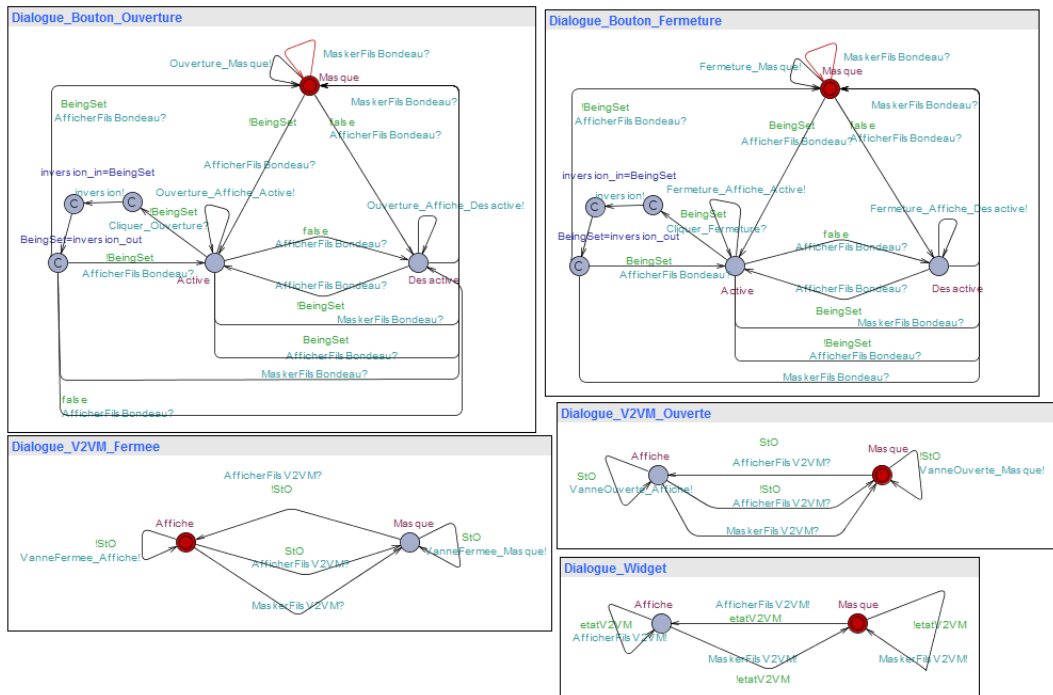 Dialogue_Bouton_Ouverture
MaskerFilsBondeau?
Ouverture_Masque!
Masque
MaskerFilsBondeau?
BeingSet
AfficherFilsBondeau?
!BeingSet
false
AfficherFilsBondeau?
AfficherFilsBondeau?
inversion_in=BeingSet
inversion!
Ouverture_Affiche_Active!
!BeingSet
Cliquer_Ouverture?
Ouverture_Affiche_Desactive!
BeingSet=inversion_out
C
C
C
!BeingSet
AfficherFilsBondeau?
false
AfficherFilsBondeau?
Active
AfficherFilsBondeau?
Desactive
!BeingSet
MaskerFilsBondeau?
BeingSet
AfficherFilsBondeau?
MaskerFilsBondeau?
false
AfficherFilsBondeau?
Dialogue_Bouton_Fermeture
MaskerFilsBondeau?
Fermeture_Masque!
Masque
MaskerFilsBondeau?
!BeingSet
AfficherFilsBondeau?
BeingSet
false
AfficherFilsBondeau?
AfficherFilsBondeau?
inversion_in=BeingSet
inversion!
Fermeture_Affiche_Active!
BeingSet
Cliquer_Fermeture?
Fermeture_Affiche_Desactive!
BeingSet=inversion_out
C
C
C
BeingSet
AfficherFilsBondeau?
false
AfficherFilsBondeau?
Active
AfficherFilsBondeau?
Desactive
BeingSet
MaskerFilsBondeau?
!BeingSet
AfficherFilsBondeau?
MaskerFilsBondeau?
Dialogue_V2VM_Fermee
AfficherFilsV2VM?
!StO
Affiche
Masque
!StO
VanneFermee_Affiche!
StO
AfficherFilsV2VM?
StO
VanneFermee_Masque!
MaskerFilsV2VM?
Dialogue_V2VM_Ouverte
StO
Affiche
AfficherFilsV2VM?
Masque
StO
VanneOuverte_Affiche!
!StO
AfficherFilsV2VM?
!StO
VanneOuverte_Masque!
MaskerFilsV2VM?
Dialogue_Widget
Affiche
AfficherFilsV2VM!
etatV2VM
Masque
etatV2VM
AfficherFilsV2VM!
!etatV2VM
MaskerFilsV2VM!
MaskerFilsV2VM!
!etatV2VM